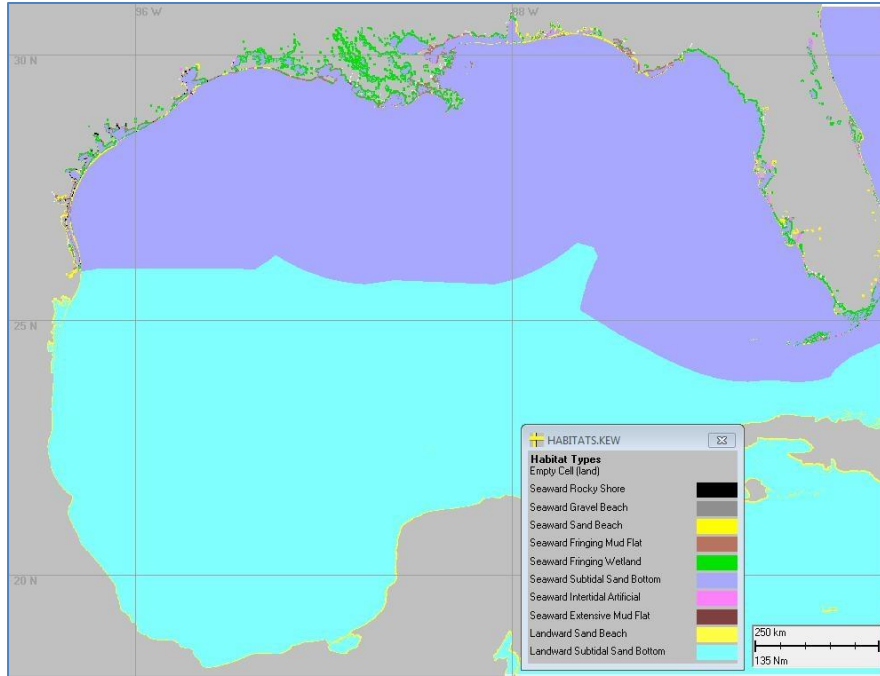 96 W
88 W
30 N
25 N
20 N
HABITATS.KEW
Habitat Types
Empty Cell (land)
Seaward Rocky Shore
Seaward Gravel Beach
Seaward Sand Beach
Seaward Fringing Mud Flat
Seaward Fringing Wetland
Seaward Subtidal Sand Bottom
Seaward Intertidal Artificial
Seaward Extensive Mud Flat
Landward Sand Beach
Landward Subtidal Sand Bottom
250 km
135 Nm